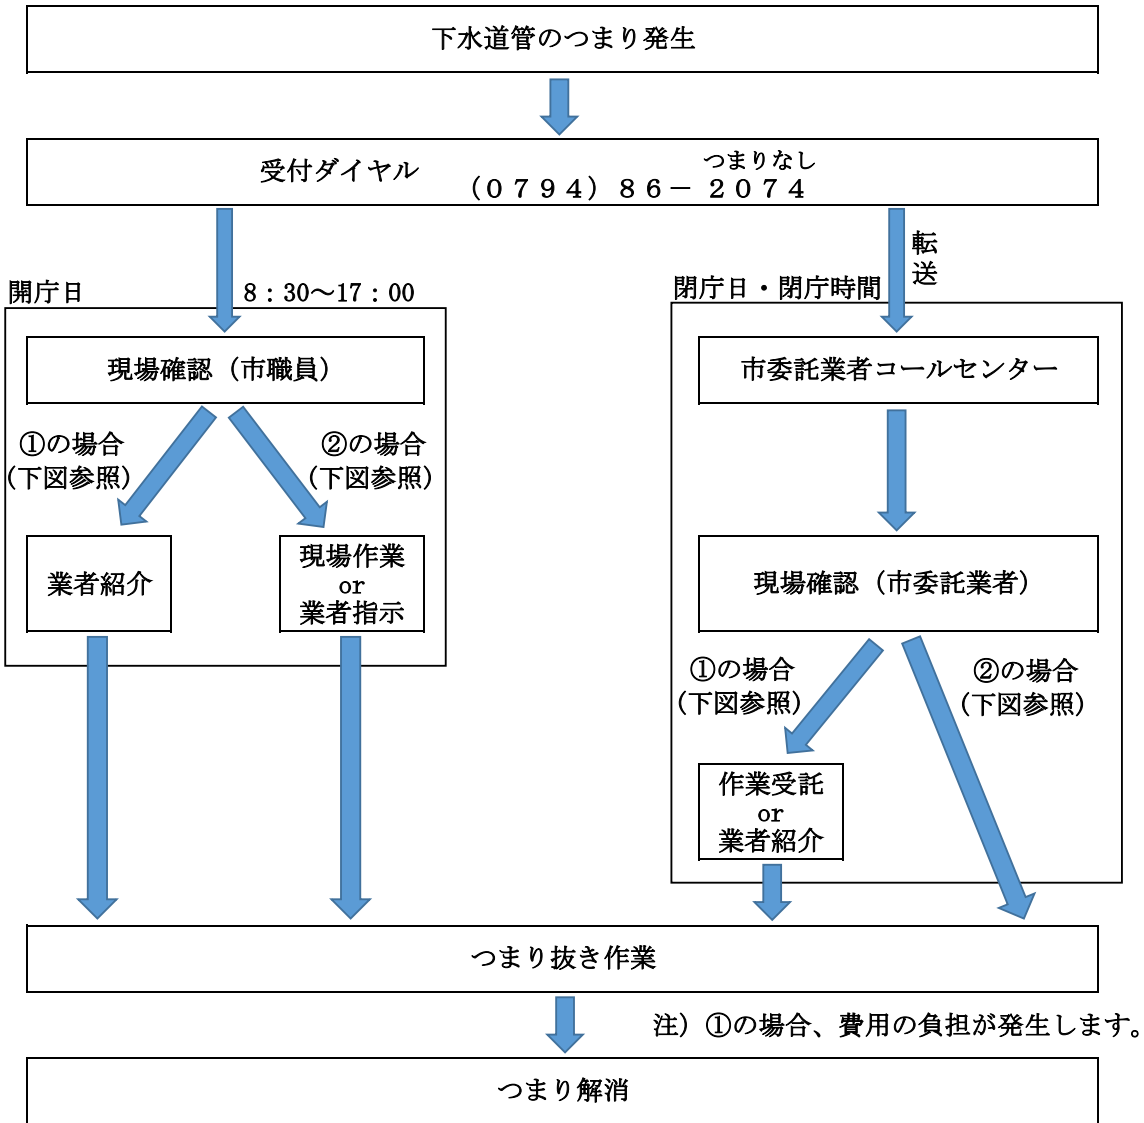 下水道管のつまり発生
つまりなし
受付ダイヤル （０７９４）８６－２０７４
転送
開庁日 8：30～17：00
閉庁日・閉庁時間
現場確認（市職員）
市委託業者コールセンター
①の場合
（下図参照）
②の場合
（下図参照）
業者紹介
現場作業
or
業者指示
現場確認（市委託業者）
①の場合
（下図参照）
②の場合
（下図参照）
作業受託
or
業者紹介
つまり抜き作業
注）①の場合、費用の負担が発生します。
つまり解消